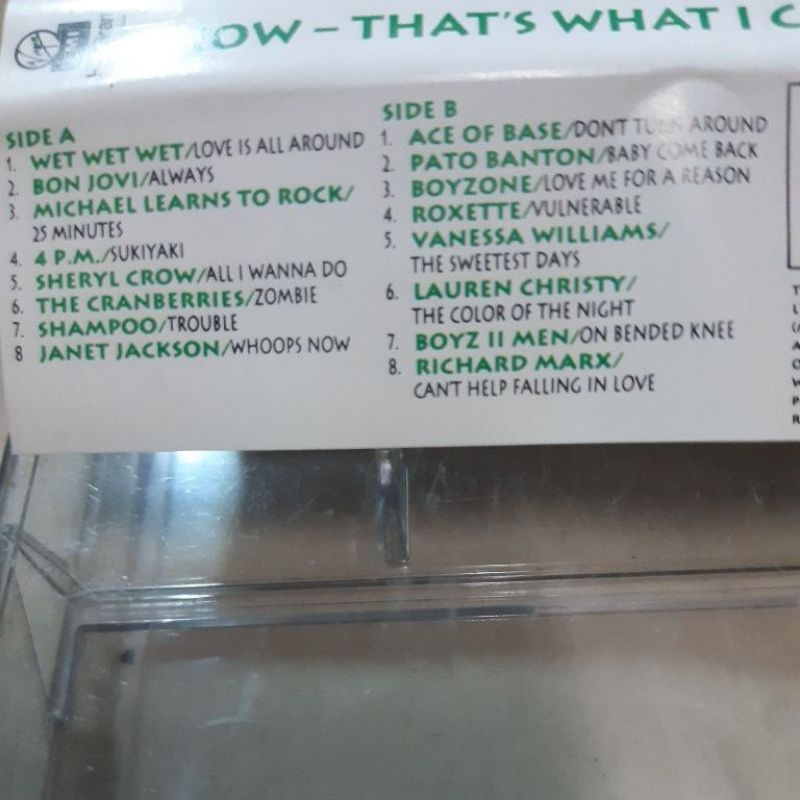 OW – THAT'S WHAT I C
SIDE A
1. WET WET WET/LOVE IS ALL AROUND
2. BON JOVI/ALWAYS
3. MICHAEL LEARNS TO ROCK/
25 MINUTES
4. 4 P.M./SUKIYAKI
5. SHERYL CROW/ALL I WANNA DO
6. THE CRANBERRIES/ZOMBIE
7. SHAMPOO/TROUBLE
8 JANET JACKSON/WHOOPS NOW
SIDE B
1. ACE OF BASE/DON'T TURN AROUND
2. PATO BANTON/BABY COME BACK
3. BOYZONE/LOVE ME FOR A REASON
4. ROXETTE/VULNERABLE
5. VANESSA WILLIAMS/
THE SWEETEST DAYS
6. LAUREN CHRISTY/
THE COLOR OF THE NIGHT
7. BOYZ II MEN/ON BENDED KNEE
8. RICHARD MARX/
CAN'T HELP FALLING IN LOVE